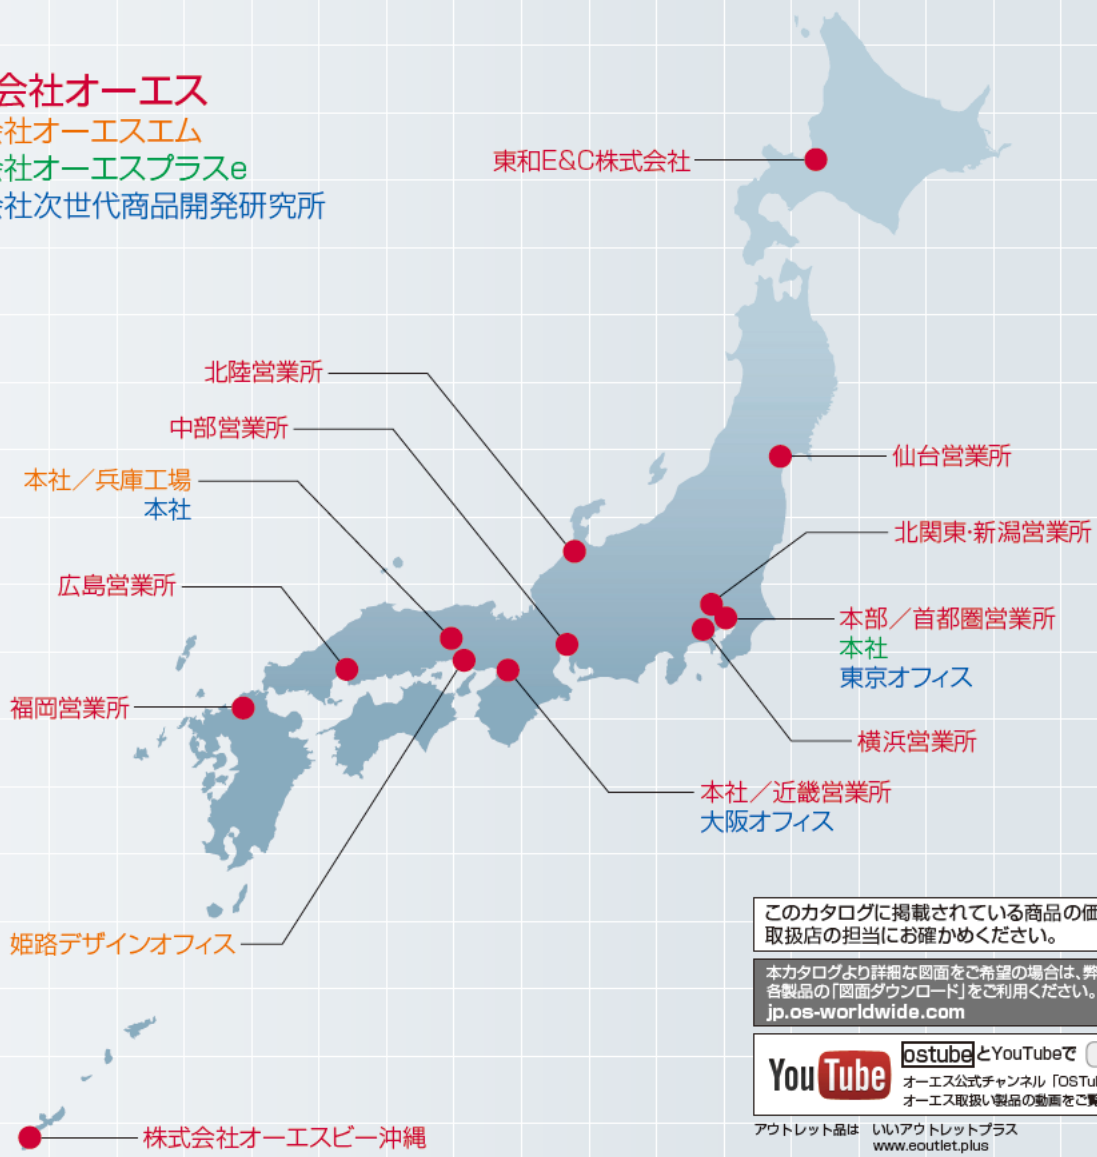 会社オーエス
会社オーエスエム
会社オーエスプラスe
会社次世代商品開発研究所
東和E&C株式会社
北陸営業所
中部営業所
本社／兵庫工場
本社
広島営業所
福岡営業所
姫路デザインオフィス
仙台営業所
北関東・新潟営業所
本部／首都圏営業所
本社
東京オフィス
横浜営業所
本社／近畿営業所
大阪オフィス
株式会社オーエスビー沖縄
このカタログに掲載されている商品の価
取扱店の担当にお確かめください。
本カタログより詳細な図面をご希望の場合は、弊
各製品の「図面ダウンロード」をご利用ください。
jp.os-worldwide.com
YouTube
ostubeとYouTubeで
オーエス公式チャンネル「OSTu
オーエス取扱い製品の動画をご覧
アウトレット品は いいアウトレットプラス
www.eoutlet.plus